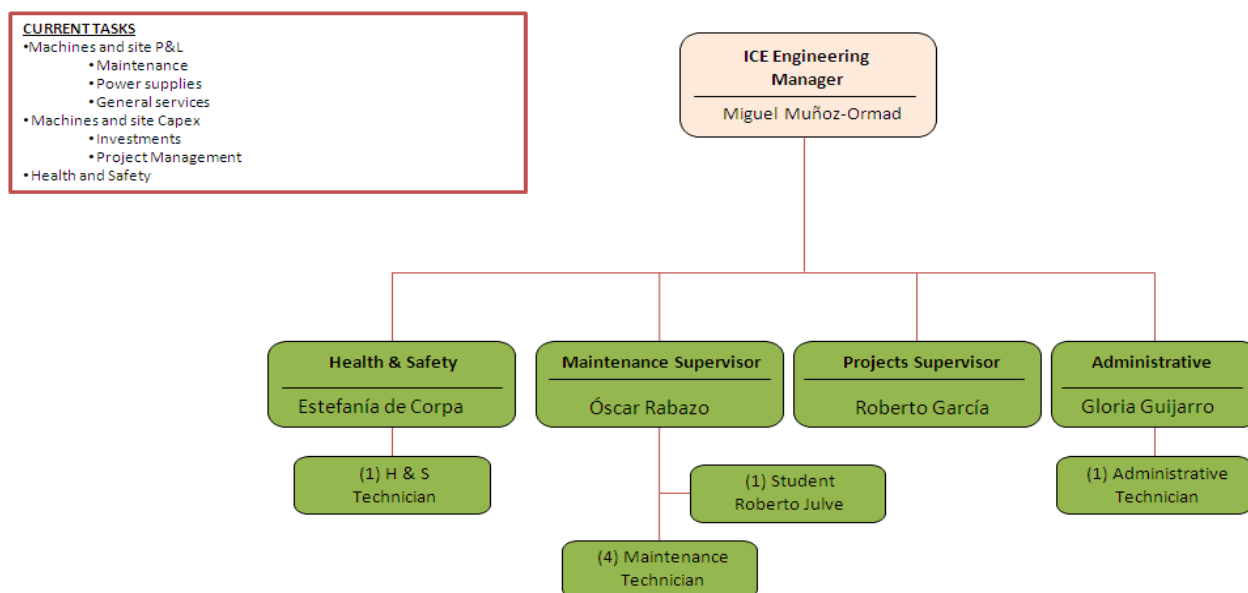 CURRENT TASKS
•Machines and site P&L
• Maintenance
• Power supplies
• General services
• Machines and site Capex
• Investments
• Project Management
• Health and Safety
ICE Engineering
Manager
Miguel Muñoz-Ormad
Health & Safety
Estefanía de Corpa
Maintenance Supervisor
Óscar Rabazo
Projects Supervisor
Roberto García
Administrative
Gloria Guijarro
(1) H & S
Technician
(1) Student
Roberto Julve
(1) Administrative
Technician
(4) Maintenance
Technician